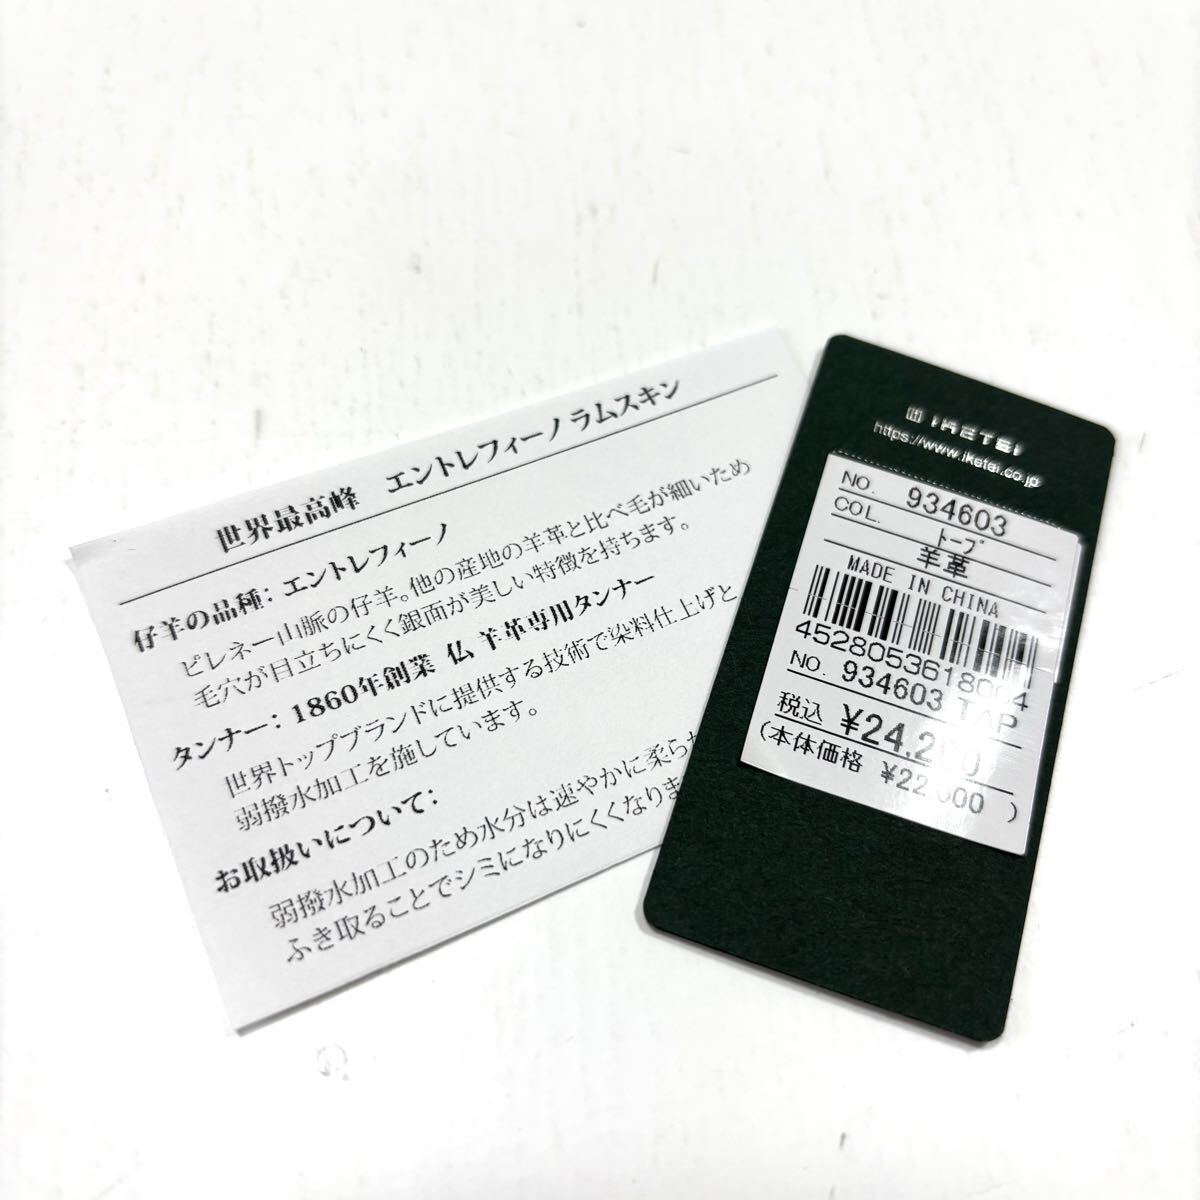 世界最高峰　エントレフィーノ ラムスキン
仔羊の品種: エントレフィーノ
ピレネー山脈の仔羊。他の産地の羊革と比べ毛が細いため
毛穴が目立ちにくく銀面が美しい特徴を持ちます。
タンナー: 1860年創業 仏 羊革専用タンナー
世界トップブランドに提供する技術で染料仕上げと
弱撥水加工を施しています。
お取扱いについて:
弱撥水加工のため水分は速やかに柔らか
ふき取ることでシミになりにくくなりま
IKETEI
https://www.iketei.co.jp
NO. 934603
COL. トープ
羊革
MADE IN CHINA
NO. 934603 TAP
税込 ¥24,200
(本体価格 ¥22,000 )